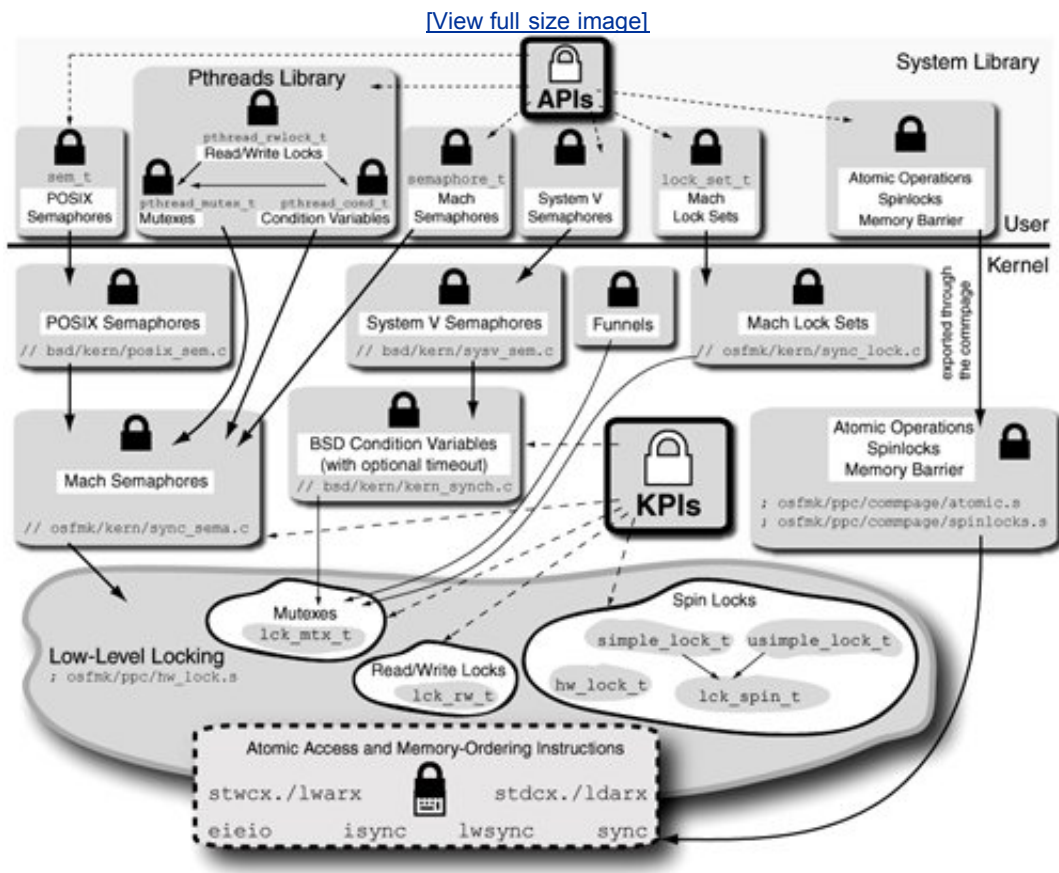 [View full size image]
System Library
APIs
Pthreads Library
pthread_rwlock_t
Read/Write Locks
pthread_mutex_t
Mutexes
pthread_cond_t
Condition Variables
sem_t
POSIX
Semaphores
semaphore_t
Mach
Semaphores
System V
Semaphores
lock_set_t
Mach
Lock Sets
Atomic Operations
Spinlocks
Memory Barrier
User
Kernel
POSIX Semaphores
// bsd/kern/posix_sem.c
System V Semaphores
// bsd/kern/sysv_sem.c
Funnels
Mach Lock Sets
// osfmk/kern/sync_lock.c
exported through
the commpage
Mach Semaphores
// osfmk/kern/sync_sema.c
BSD Condition Variables
(with optional timeout)
// bsd/kern/kern_synch.c
KPIs
Atomic Operations
Spinlocks
Memory Barrier
; osfmk/ppc/commpage/atomic.s
; osfmk/ppc/commpage/spinlocks.s
Low-Level Locking
; osfmk/ppc/hw_lock.s
Mutexes
lck_mtx_t
Read/Write Locks
lck_rw_t
Spin Locks
simple_lock_t
usimple_lock_t
hw_lock_t
lck_spin_t
Atomic Access and Memory-Ordering Instructions
stwcx./lwarx
stdcx./ldarx
eieio isync lwsync sync